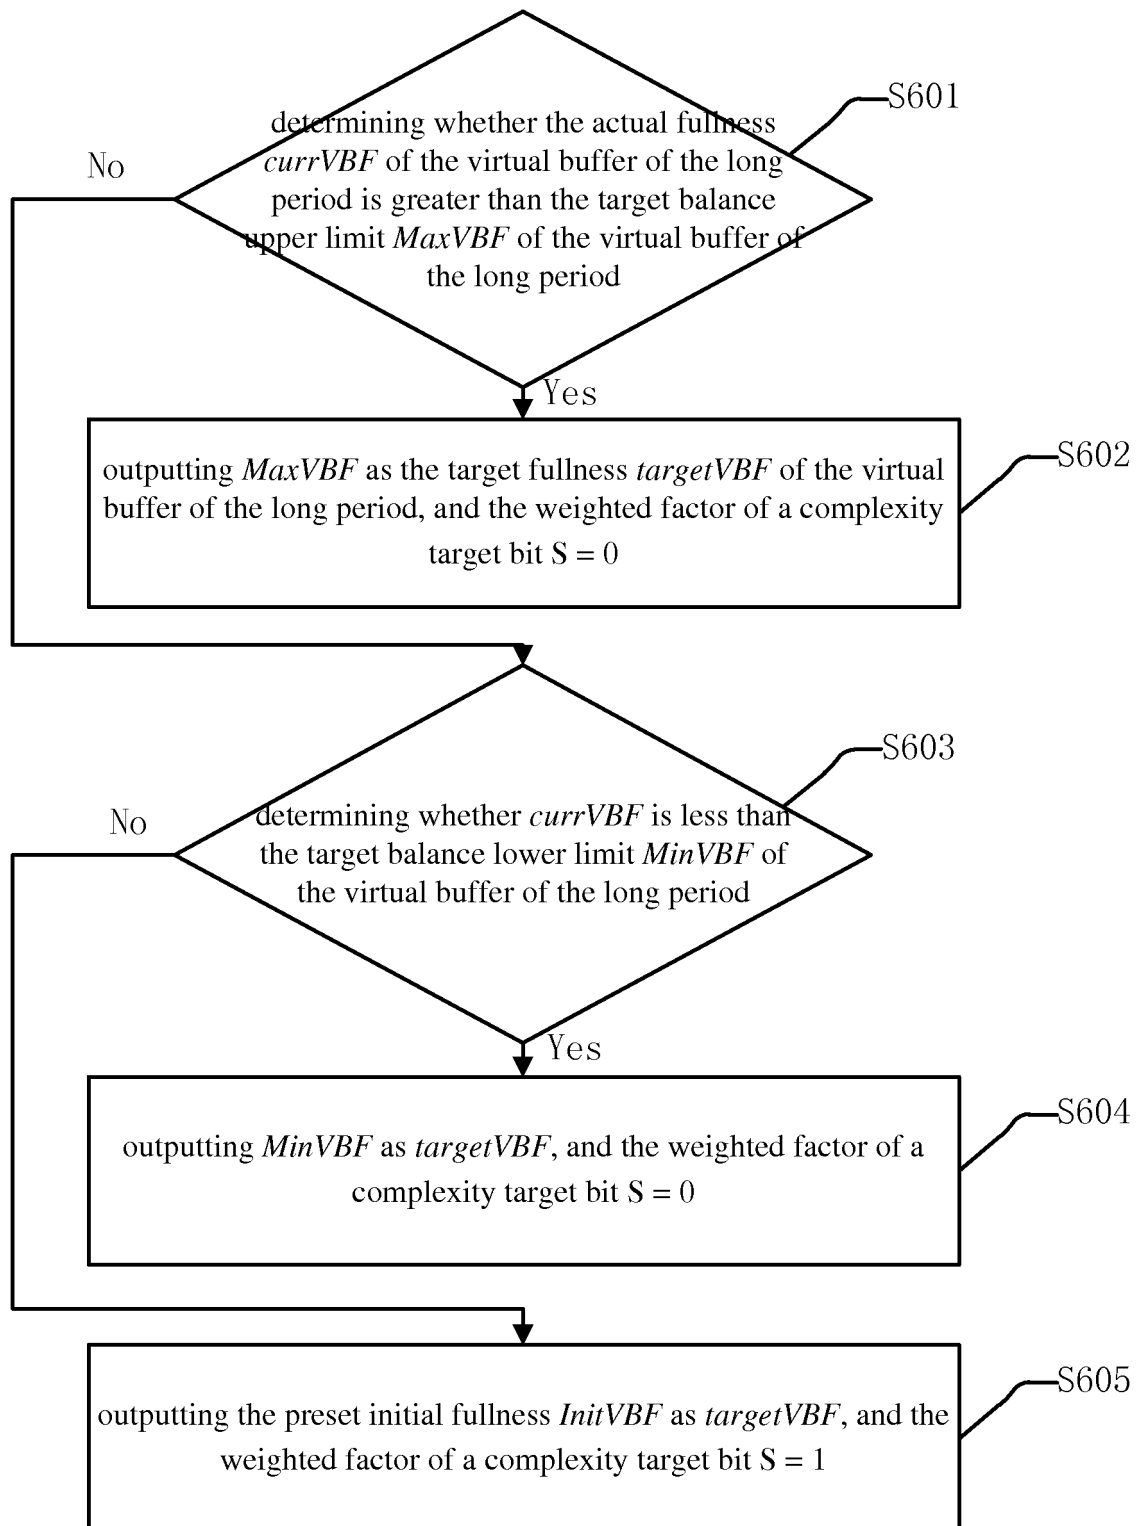 S601
determining whether the actual fullness
currVBF of the virtual buffer of the long
period is greater than the target balance
upper limit MaxVBF of the virtual buffer of
the long period
No
Yes
outputting MaxVBF as the target fullness targetVBF of the virtual
buffer of the long period, and the weighted factor of a complexity
target bit S = 0
S602
S603
determining whether currVBF is less than
the target balance lower limit MinVBF of
the virtual buffer of the long period
No
Yes
outputting MinVBF as targetVBF, and the weighted factor of a
complexity target bit S = 0
S604
outputting the preset initial fullness InitVBF as targetVBF, and the
weighted factor of a complexity target bit S = 1
S605